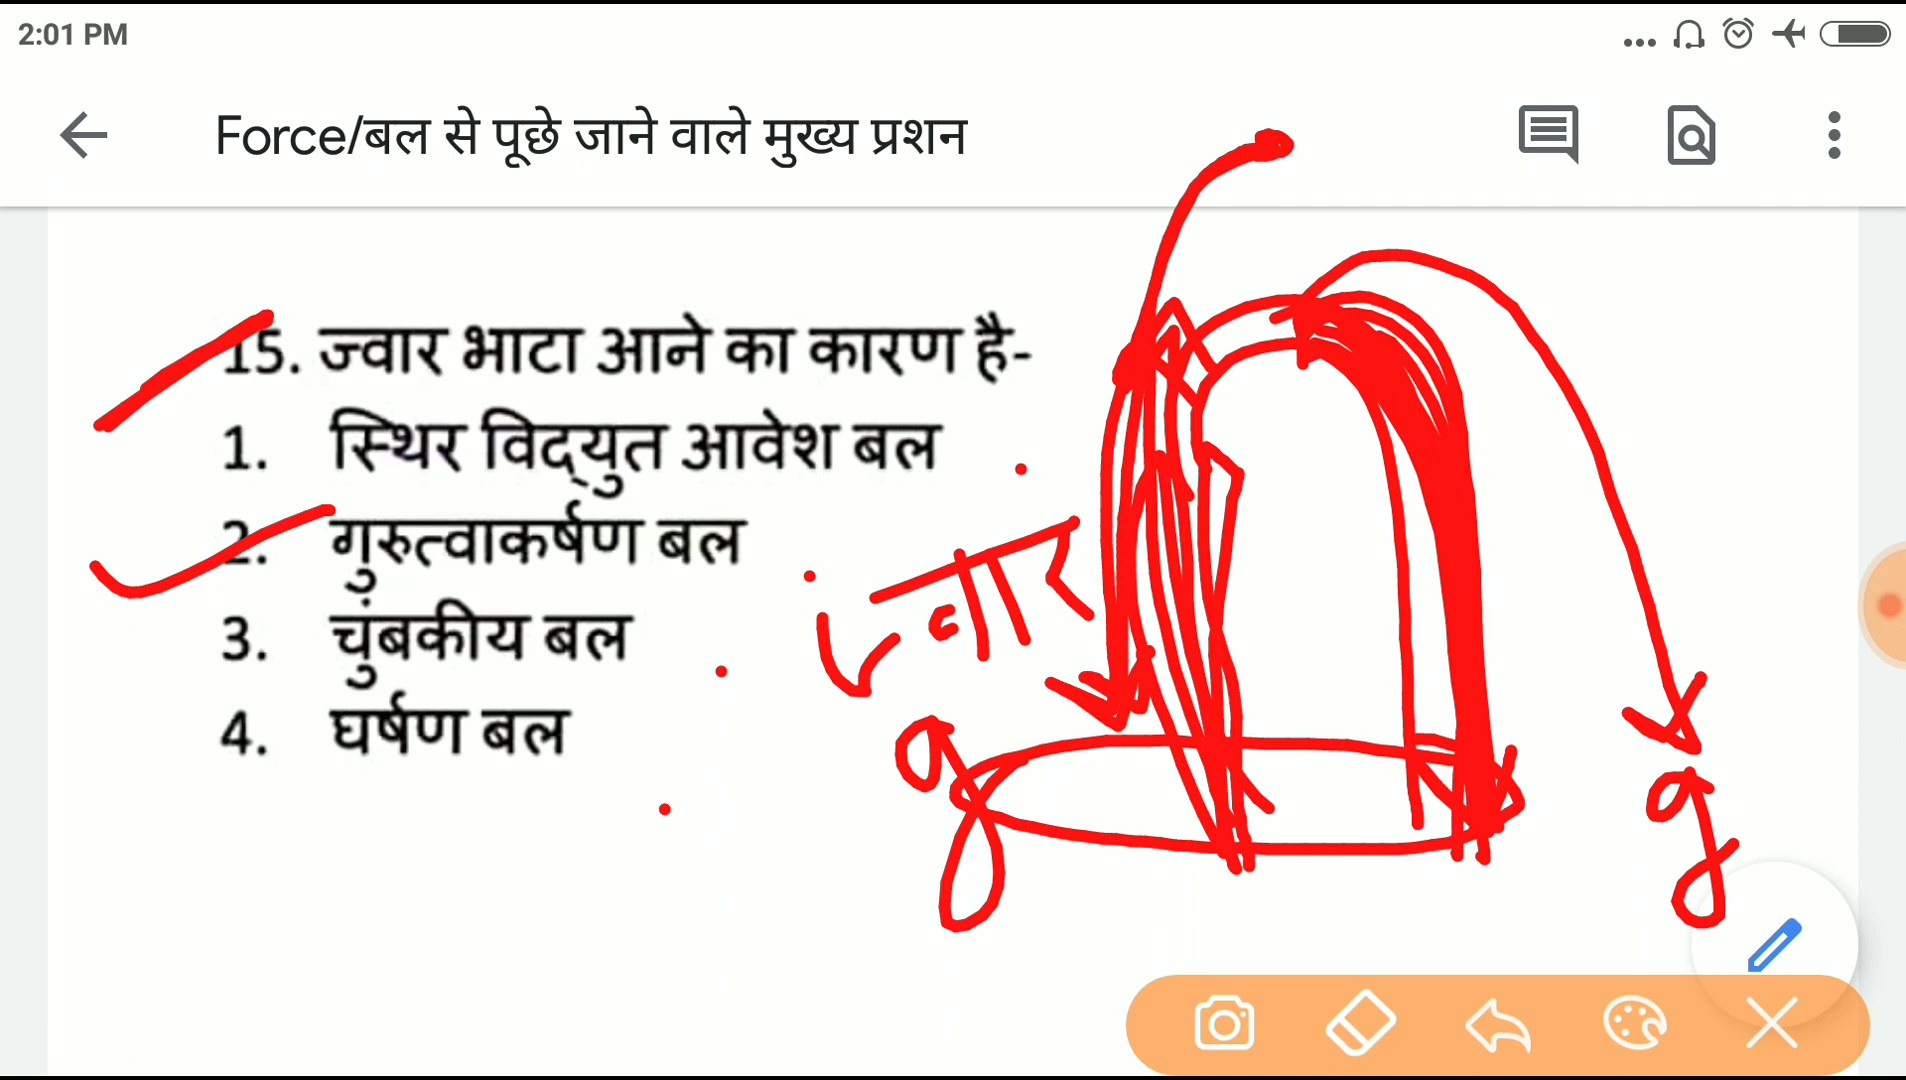 2:01 PM
Force/बल से पूछे जाने वाले मुख्य प्रशन
15. ज्वार भाटा आने का कारण है-
1. स्थिर विद्युत आवेश बल
2. गुरुत्वाकर्षण बल
3. चुंबकीय बल
4. घर्षण बल
ज्वार
g
g